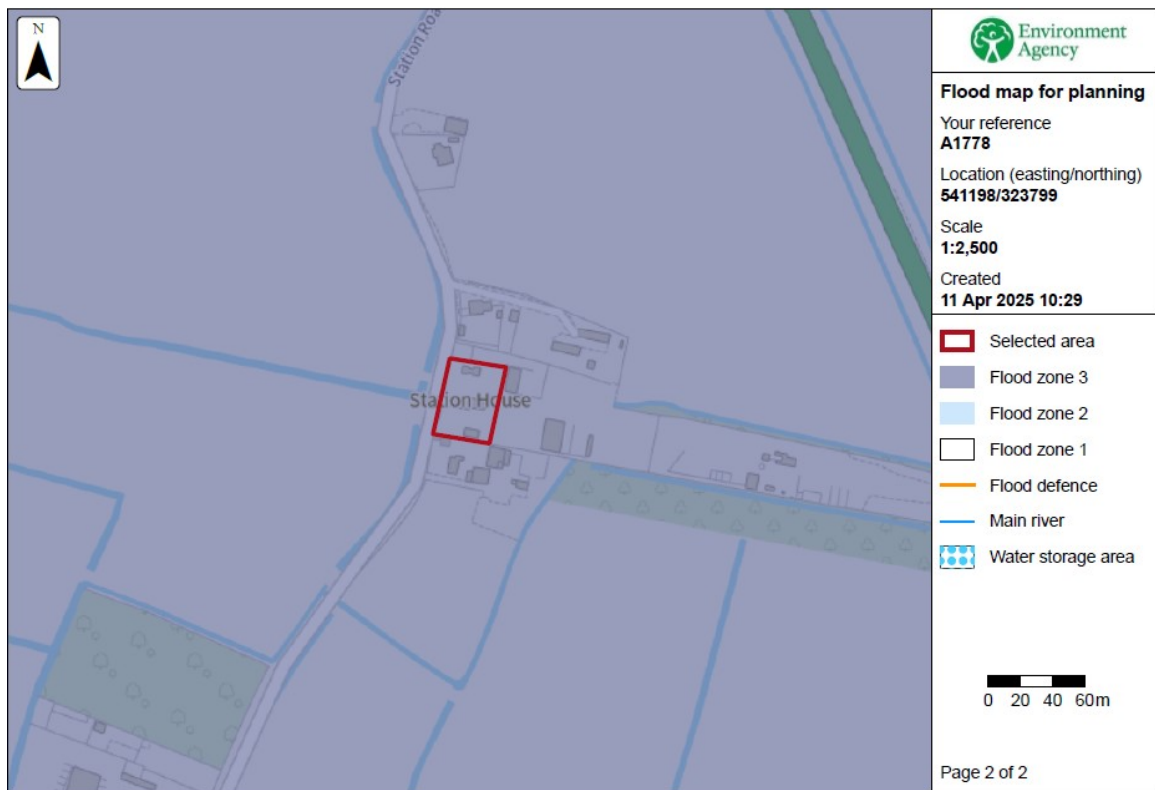 N
Station Roa
Station House
Environment
Agency
Flood map for planning
Your reference
A1778
Location (easting/northing)
541198/323799
Scale
1:2,500
Created
11 Apr 2025 10:29
Selected area
Flood zone 3
Flood zone 2
Flood zone 1
Flood defence
Main river
Water storage area
0 20 40 60m
Page 2 of 2